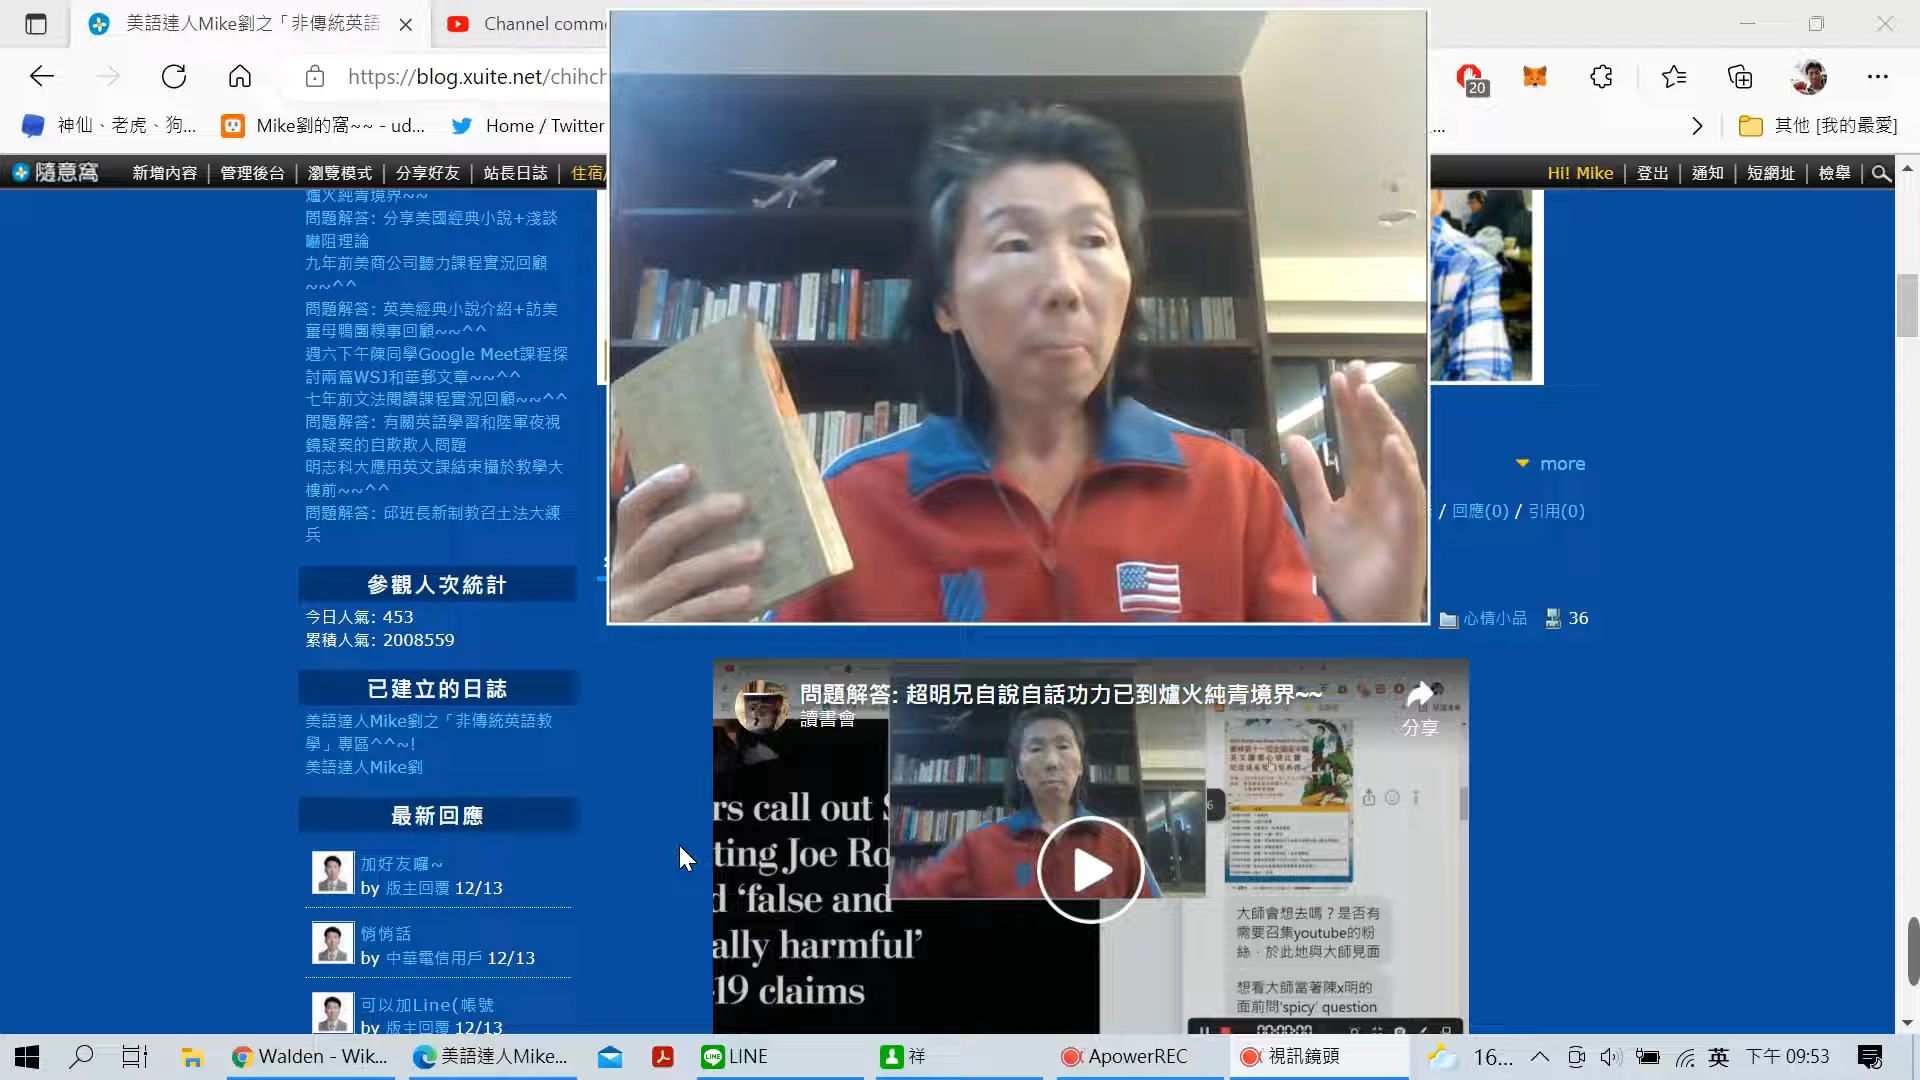 美語達人Mike劉之「非傳統英語
Channel comme
https://blog.xuite.net/chihch
20
神仙、老虎、狗...
Mike劉的窩~~ - ud...
Home / Twitter
...
其他 [我的最愛]
隨意窩
新增內容 | 管理後台 | 瀏覽模式 | 分享好友 | 站長日誌 | 住宿/
Hi! Mike | 登出 | 通知 | 短網址 | 檢舉
爐火純青境界~~
問題解答: 分享美國經典小說+淺談
嚇阻理論
九年前美商公司聽力課程實況回顧
~~^^
問題解答: 英美經典小說介紹+訪美
薑母鴨團糗事回顧~~^^
週六下午陳同學Google Meet課程探
討兩篇WSJ和華郵文章~~^^
七年前文法閱讀課程實況回顧~~^^
問題解答: 有關英語學習和陸軍夜視
鏡疑案的自欺欺人問題
明志科大應用英文課結束攝於教學大
樓前~~^^
問題解答: 邱班長新制教召土法大練
兵
more
/ 回應(0) / 引用(0)
參觀人次統計
今日人氣: 453
累積人氣: 2008559
心情小品 36
已建立的日誌
美語達人Mike劉之「非傳統英語教
學」專區^^~!
美語達人Mike劉
最新回應
加好友囉~
by 版主回覆 12/13
悄悄話
by 中華電信用戶 12/13
可以加Line(帳號
by 版主回覆 12/13
問題解答: 超明兄自說自話功力已到爐火純青境界~~
讀書會
分享
rs call out S
ting Joe Ro
d ‘false and
ally harmful’
-19 claims
6
大師會想去嗎？是否有
需要召集youtube的粉
絲，於此地與大師見面
想看大師當著陳x明的
面前問‘spicy’ question
00:00:00
Walden - Wik...
美語達人Mike...
LINE
祥
ApowerREC
視訊鏡頭
16...
英
下午 09:53